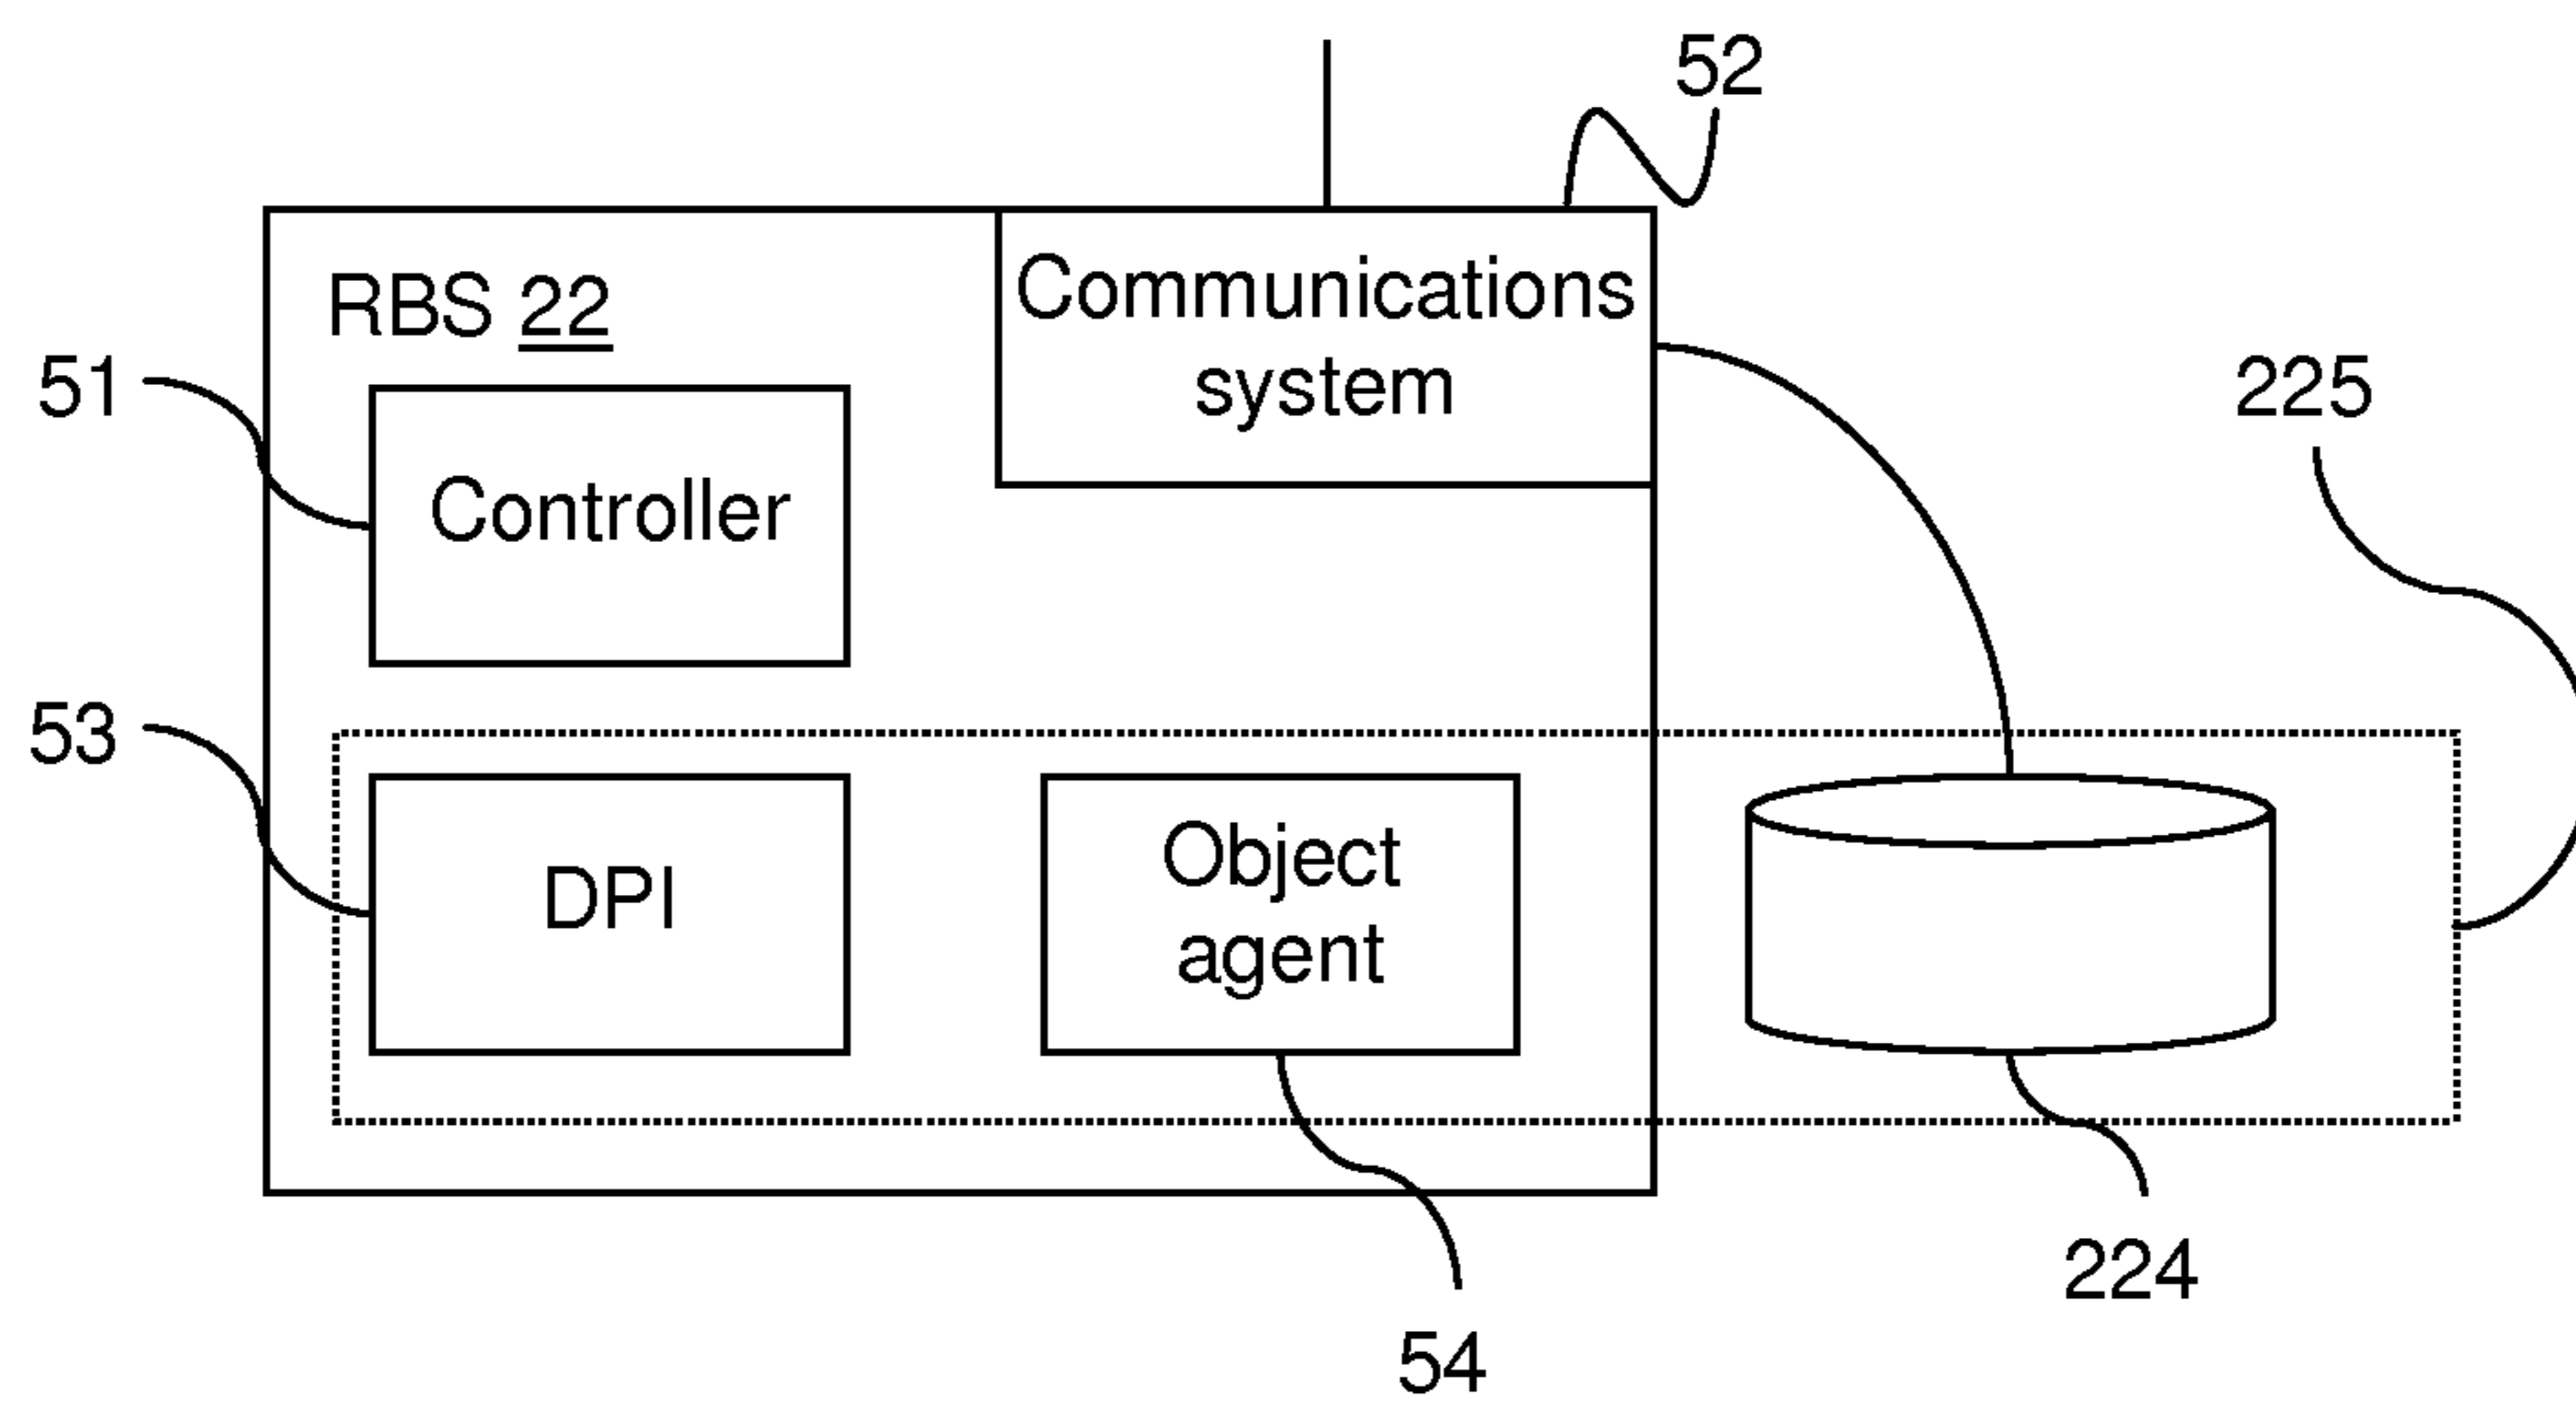 52
RBS 22
Communications
system
51
225
Controller
53
Object
agent
DPI
224
54